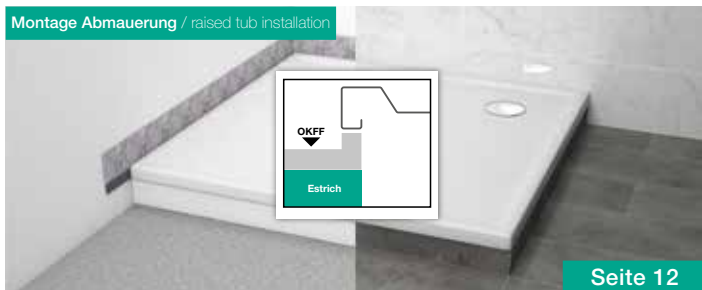 Montage Abmauerung / raised tub installation
OKFF
Estrich
Seite 12